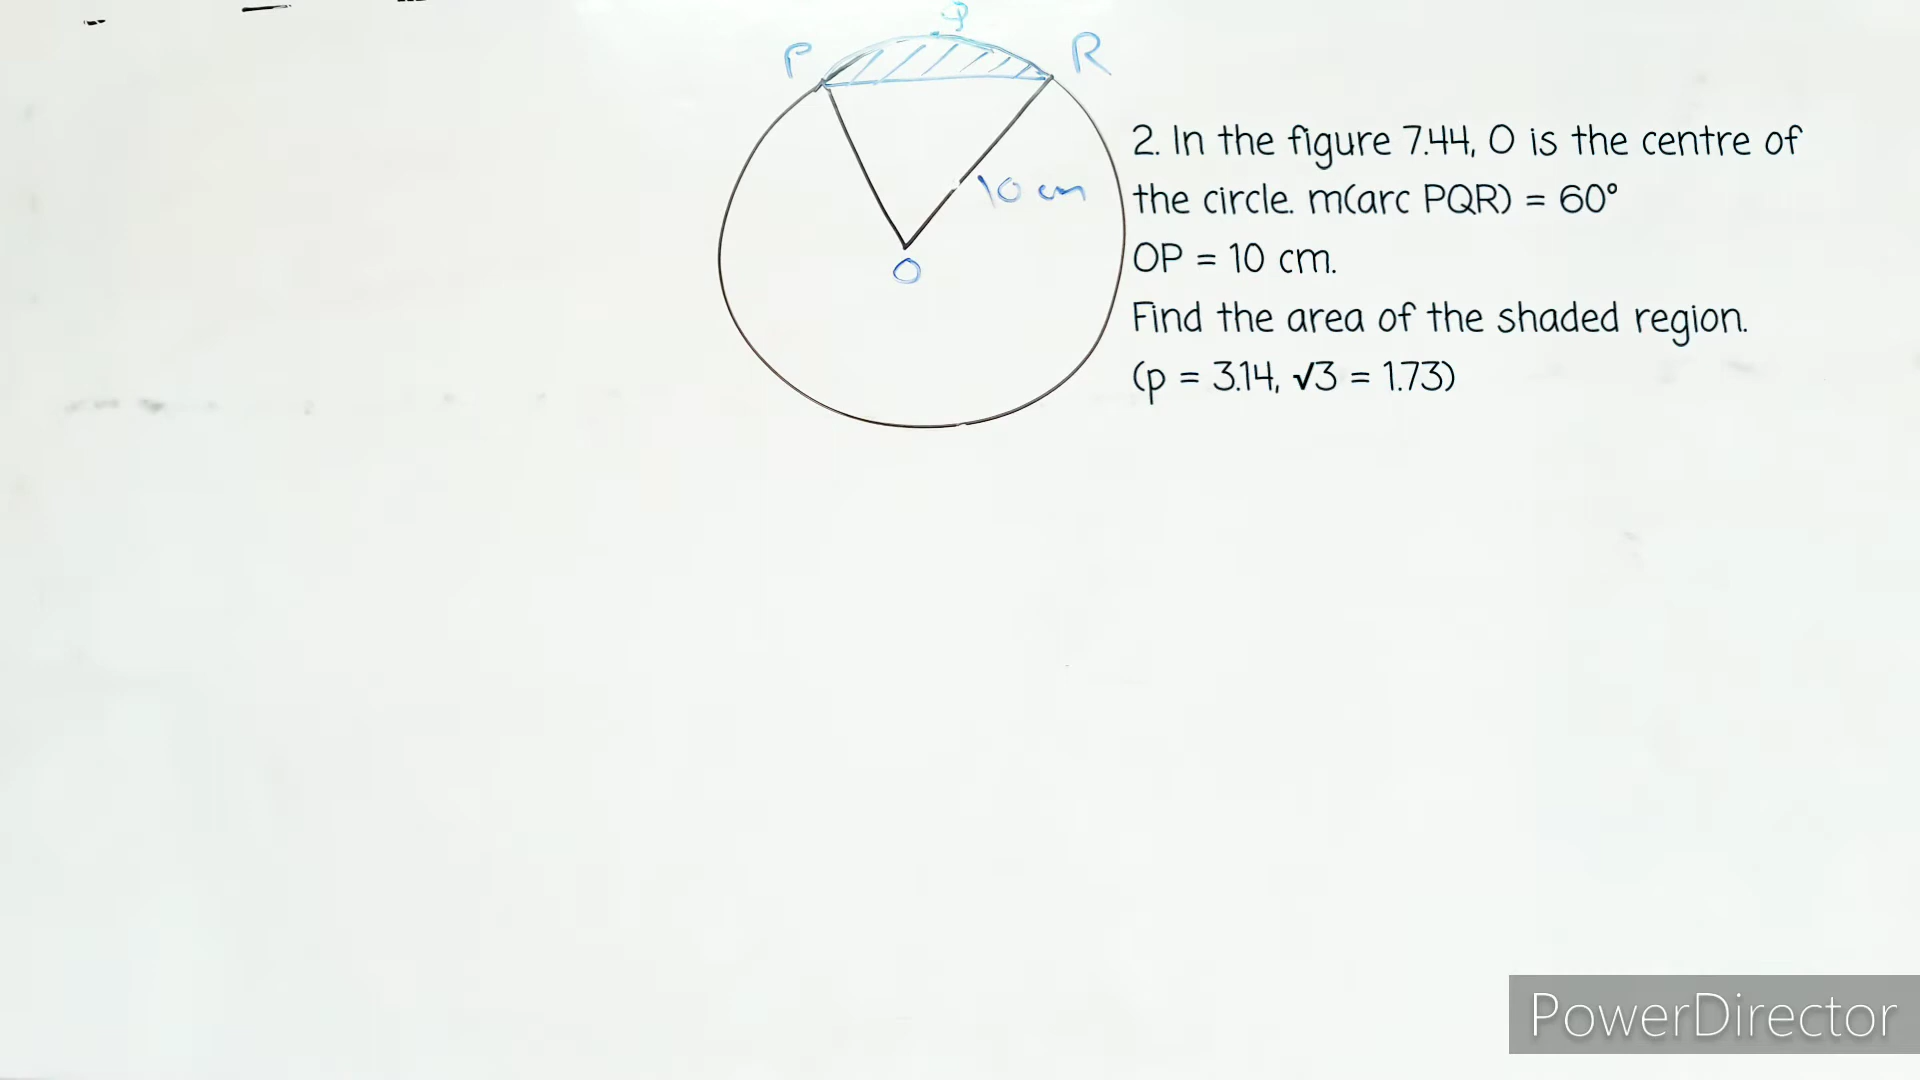 Q
P
R
10 cm
O
2. In the figure 7.44, O is the centre of
the circle. m(arc PQR) = 60°
OP = 10 cm.
Find the area of the shaded region.
(p = 3.14, √3 = 1.73)
PowerDirector